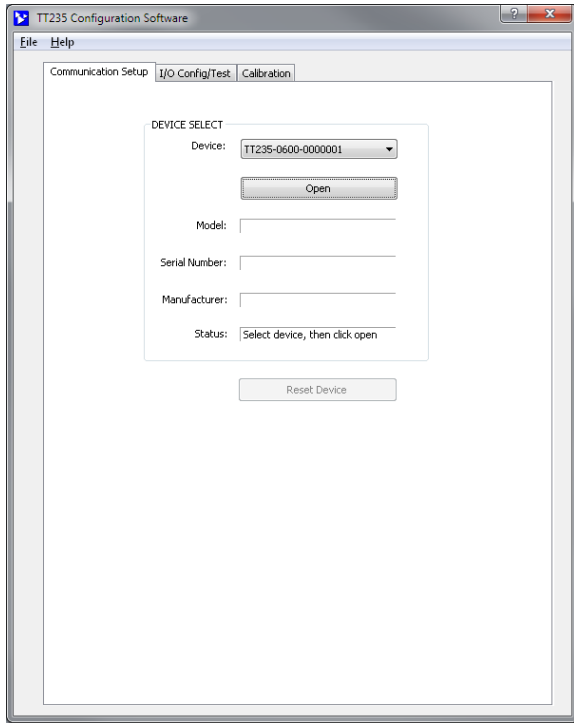 TT235 Configuration Software
File Help
Communication Setup I/O Config/Test Calibration
DEVICE SELECT
Device: TT235-0600-0000001
Open
Model:
Serial Number:
Manufacturer:
Status: Select device, then click open
Reset Device